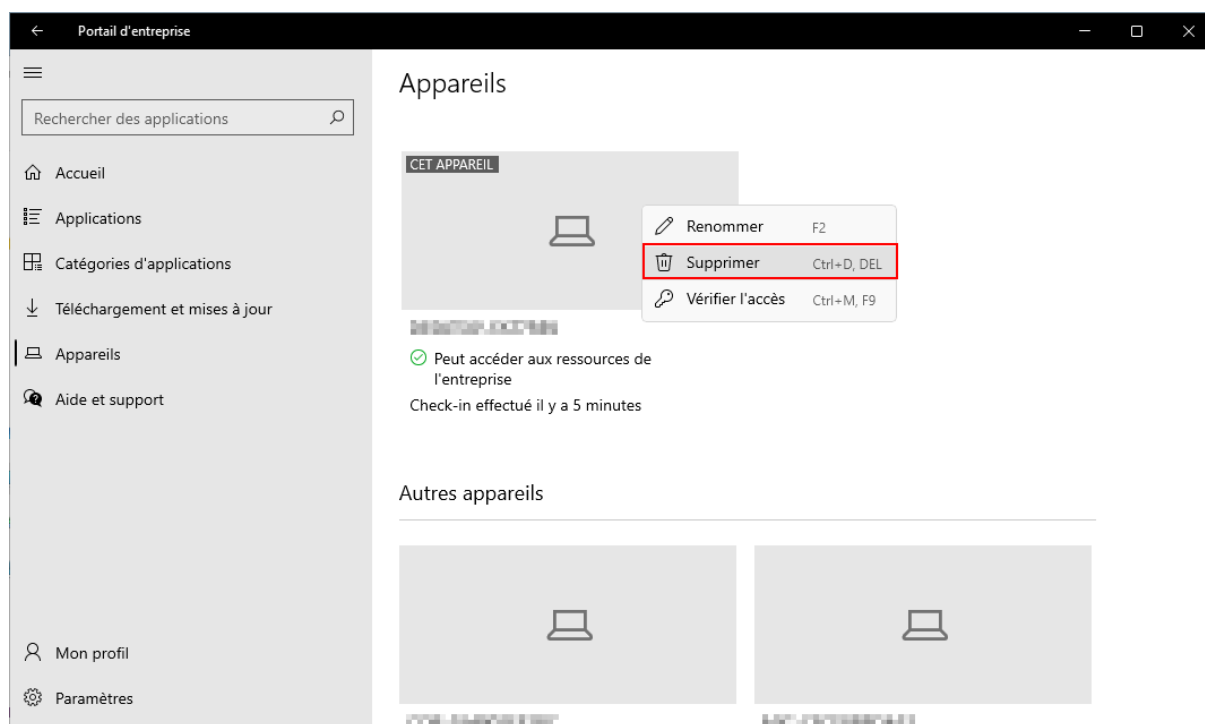 Portail d'entreprise
Rechercher des applications
Accueil
Applications
Catégories d'applications
Téléchargement et mises à jour
Appareils
Aide et support
Mon profil
Paramètres
Appareils
CET APPAREIL
Renommer F2
Supprimer Ctrl+D, DEL
Vérifier l'accès Ctrl+M, F9
Peut accéder aux ressources de
l'entreprise
Check-in effectué il y a 5 minutes
Autres appareils